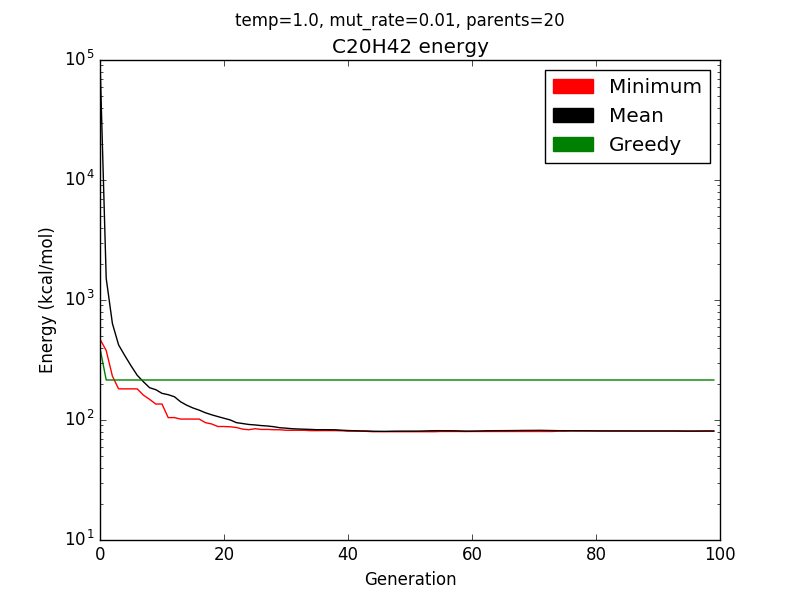 temp=1.0, mut_rate=0.01, parents=20
C20H42 energy
Minimum
Mean
Greedy
Energy (kcal/mol)
10^5
10^4
10^3
10^2
10^1
0 20 40 60 80 100
Generation